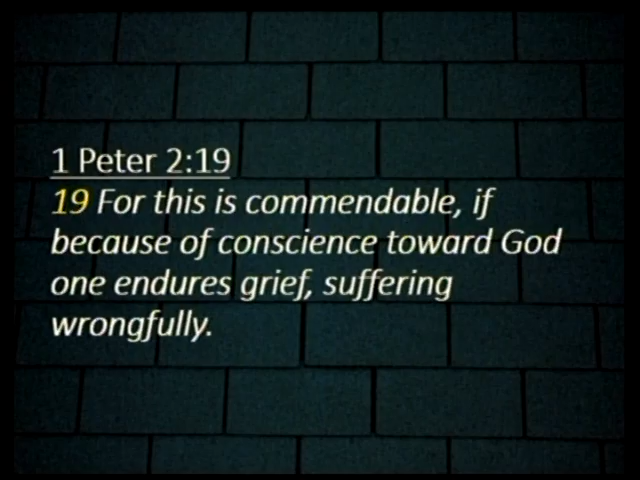 1 Peter 2:19
19 For this is commendable, if
because of conscience toward God
one endures grief, suffering
wrongfully.